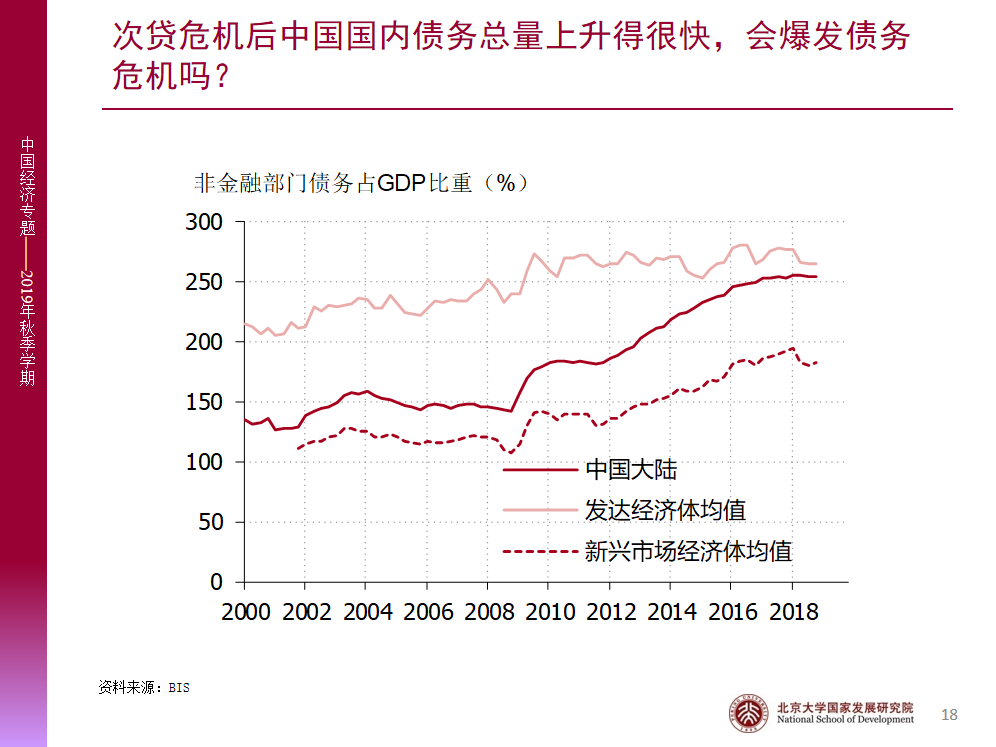 次贷危机后中国国内债务总量上升得很快，会爆发债务
危机吗？
中国经济专题——2019年秋季学期
非金融部门债务占GDP比重（%）
300
250
200
150
100
50
0
中国大陆
发达经济体均值
新兴市场经济体均值
2000 2002 2004 2006 2008 2010 2012 2014 2016 2018
资料来源：BIS
北京大学国家发展研究院
National School of Development
18